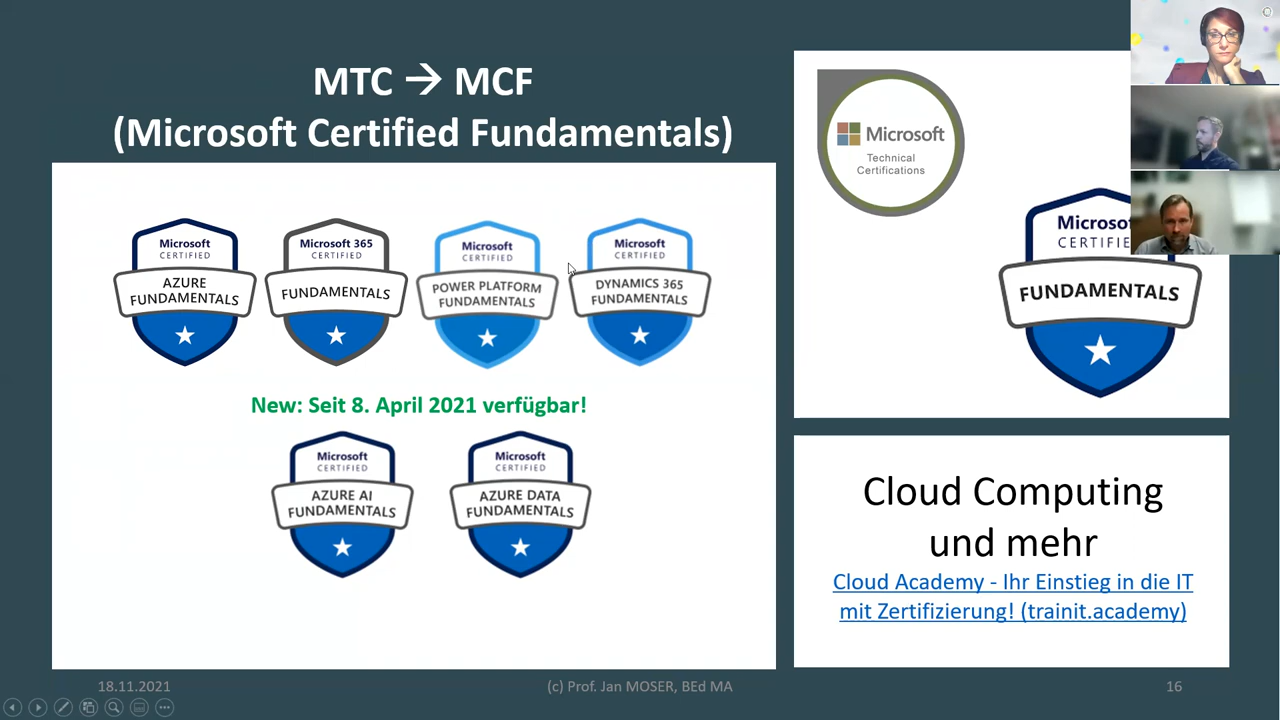 MTC → MCF
(Microsoft Certified Fundamentals)
Microsoft
CERTIFIED
AZURE
FUNDAMENTALS
Microsoft 365
CERTIFIED
FUNDAMENTALS
Microsoft
CERTIFIED
POWER PLATFORM
FUNDAMENTALS
Microsoft
CERTIFIED
DYNAMICS 365
FUNDAMENTALS
New: Seit 8. April 2021 verfügbar!
Microsoft
CERTIFIED
AZURE AI
FUNDAMENTALS
Microsoft
CERTIFIED
AZURE DATA
FUNDAMENTALS
Microsoft
Technical
Certifications
FUNDAMENTALS
Cloud Computing
und mehr
Cloud Academy - Ihr Einstieg in die IT
mit Zertifizierung! (trainit.academy)
18.11.2021
(c) Prof. Jan MOSER, BEd MA
16